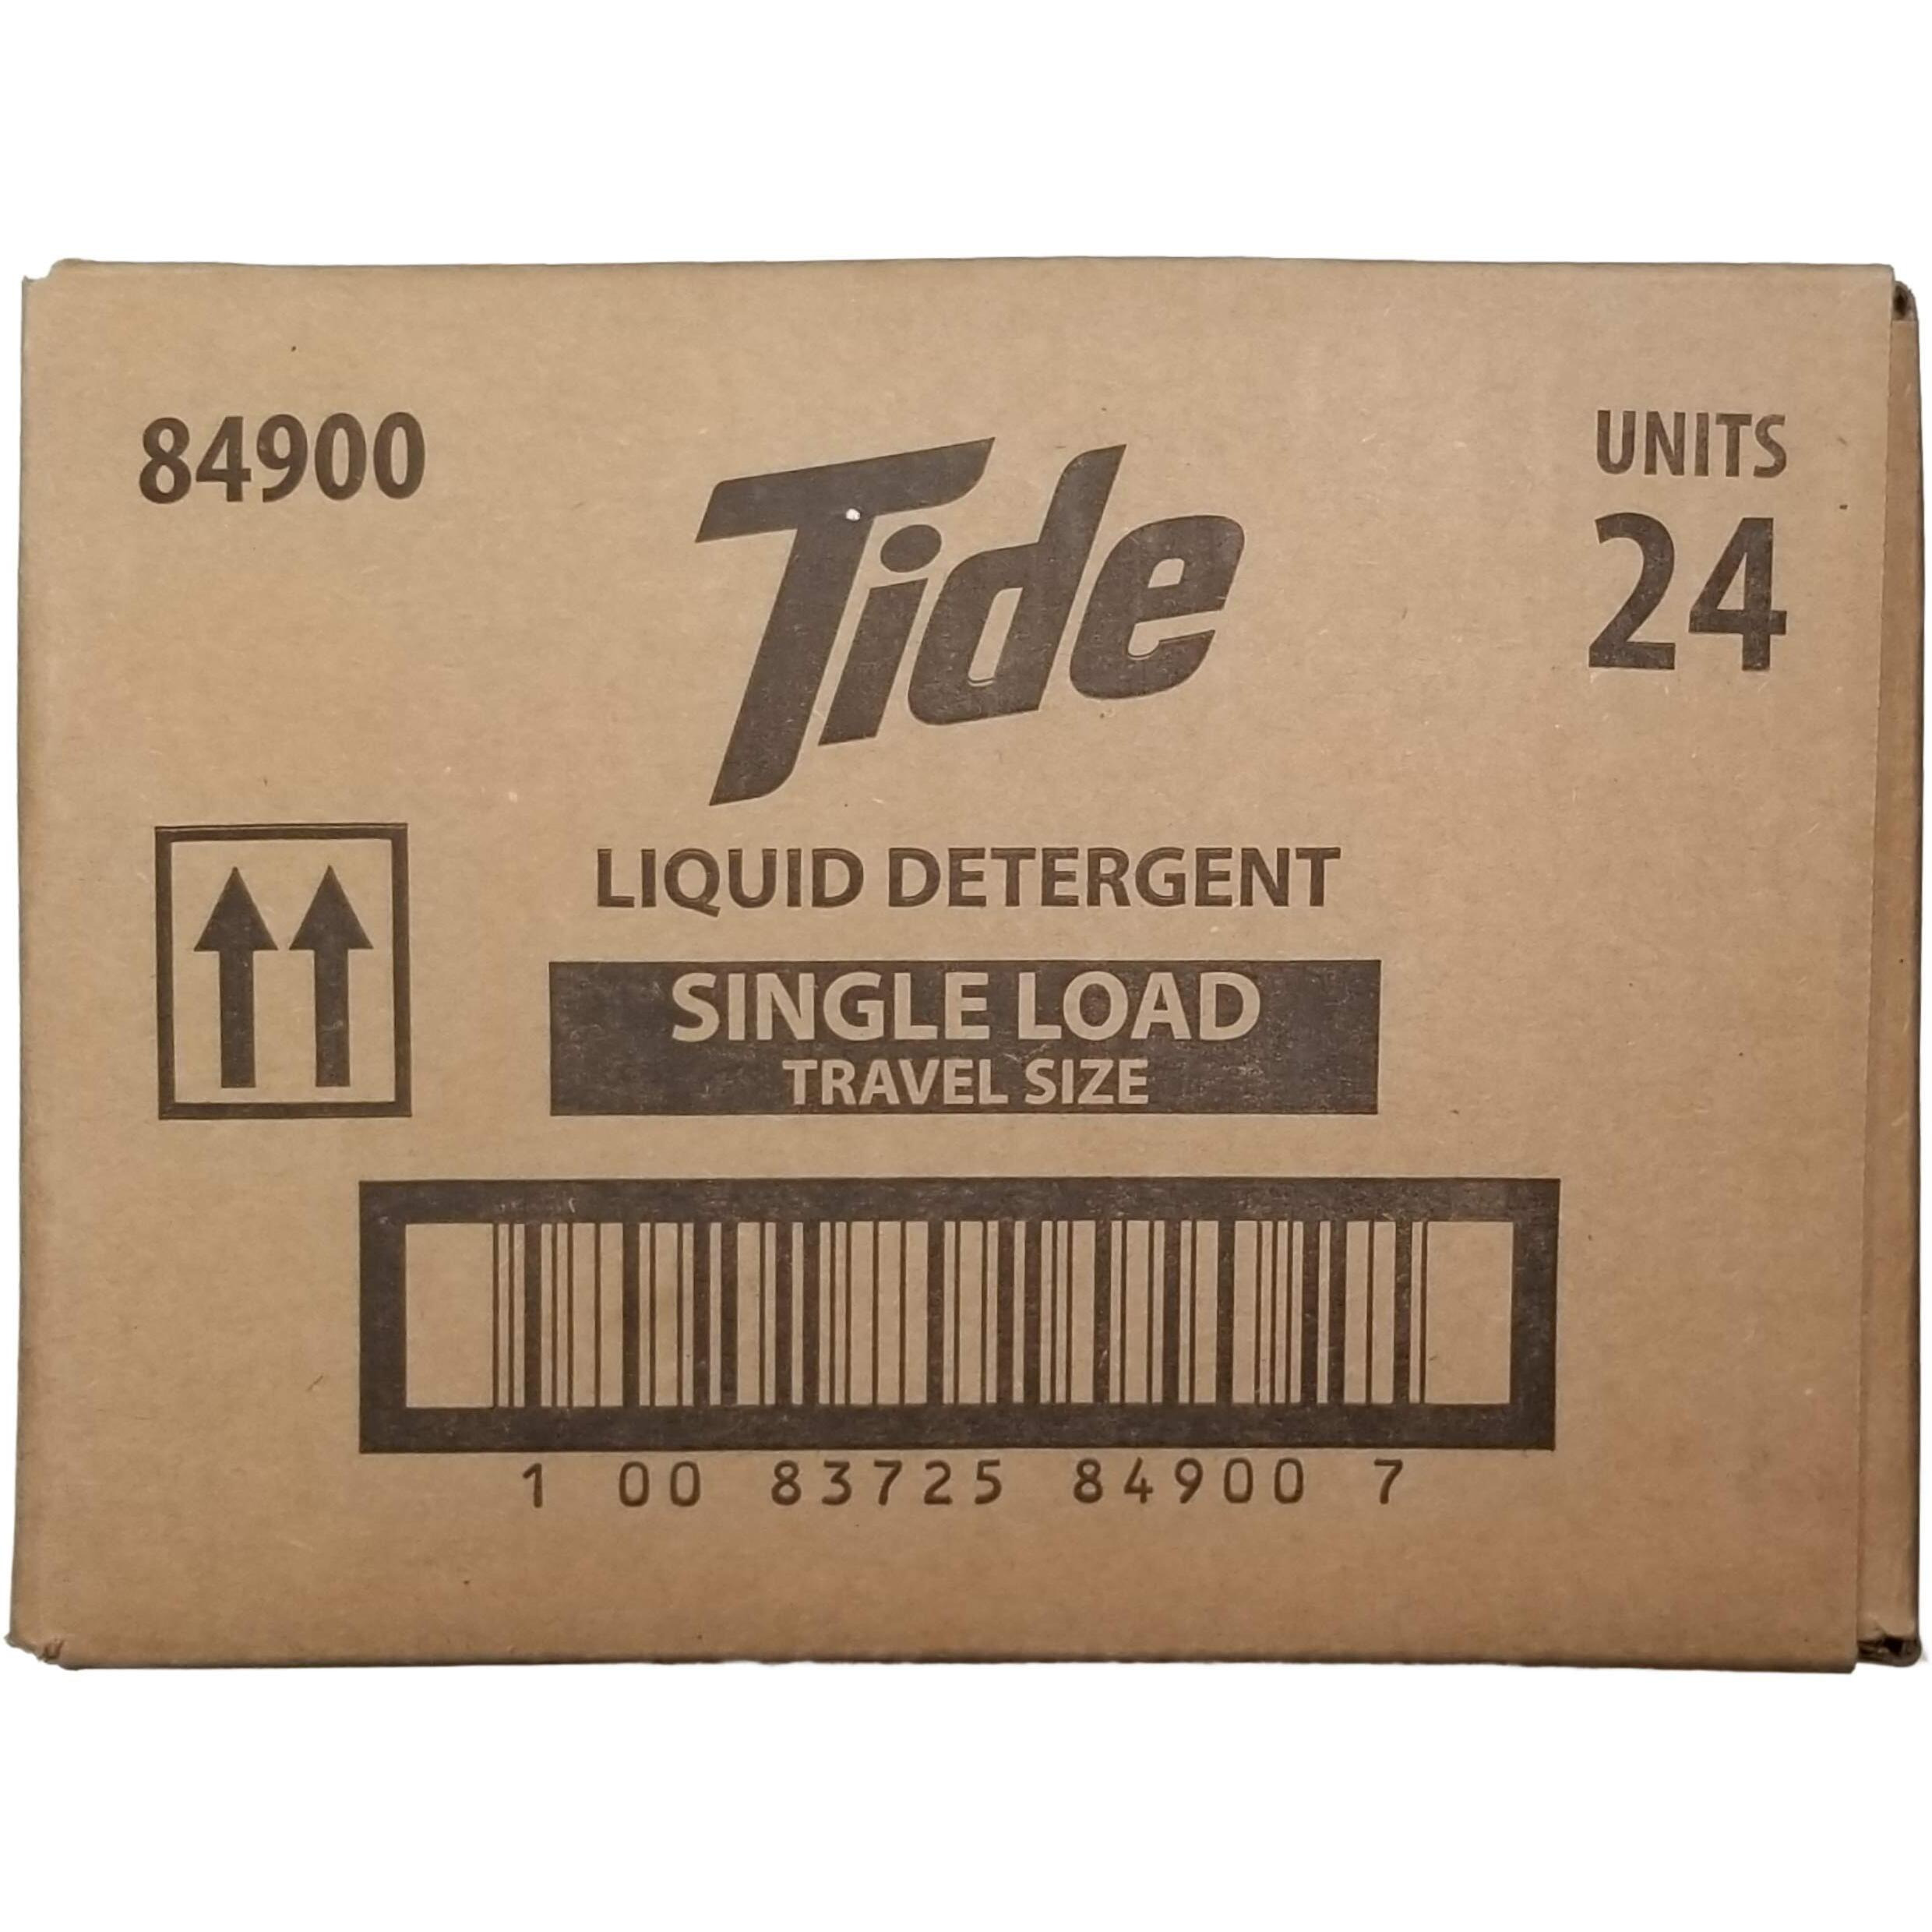 84900
Tide
UNITS
24
LIQUID DETERGENT
SINGLE LOAD
TRAVEL SIZE
1 00 83725 84900 7